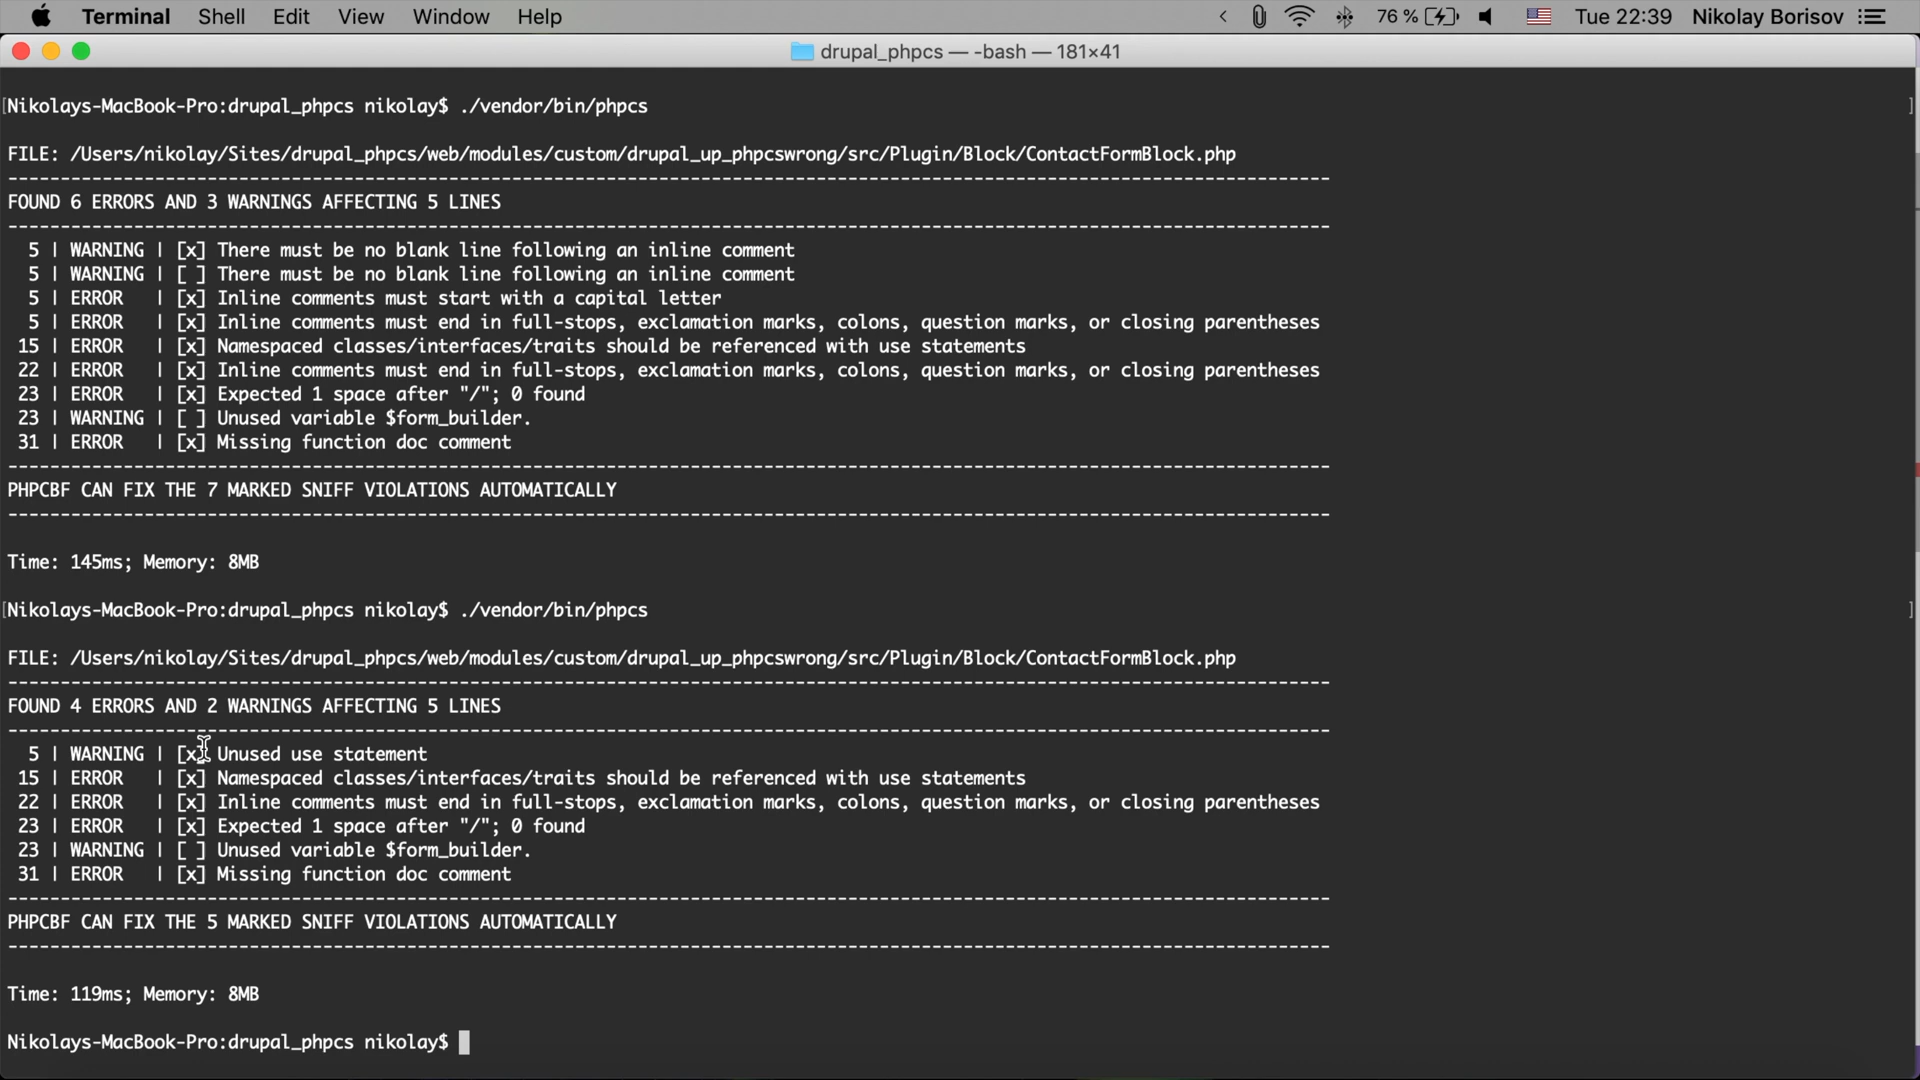 Terminal Shell Edit View Window Help 76 % Tue 22:39 Nikolay Borisov
drupal_phpcs — -bash — 181×41
[Nikolays-MacBook-Pro:drupal_phpcs nikolay$ ./vendor/bin/phpcs ]
FILE: /Users/nikolay/Sites/drupal_phpcs/web/modules/custom/drupal_up_phpcswrong/src/Plugin/Block/ContactFormBlock.php
------------------------------------------------------------------------------------------------------------------------------
FOUND 6 ERRORS AND 3 WARNINGS AFFECTING 5 LINES
------------------------------------------------------------------------------------------------------------------------------
5 | WARNING | [x] There must be no blank line following an inline comment
5 | WARNING | [ ] There must be no blank line following an inline comment
5 | ERROR | [x] Inline comments must start with a capital letter
5 | ERROR | [x] Inline comments must end in full-stops, exclamation marks, colons, question marks, or closing parentheses
15 | ERROR | [x] Namespaced classes/interfaces/traits should be referenced with use statements
22 | ERROR | [x] Inline comments must end in full-stops, exclamation marks, colons, question marks, or closing parentheses
23 | ERROR | [x] Expected 1 space after "/"; 0 found
23 | WARNING | [ ] Unused variable $form_builder.
31 | ERROR | [x] Missing function doc comment
------------------------------------------------------------------------------------------------------------------------------
PHPCBF CAN FIX THE 7 MARKED SNIFF VIOLATIONS AUTOMATICALLY
------------------------------------------------------------------------------------------------------------------------------
Time: 145ms; Memory: 8MB
[Nikolays-MacBook-Pro:drupal_phpcs nikolay$ ./vendor/bin/phpcs ]
FILE: /Users/nikolay/Sites/drupal_phpcs/web/modules/custom/drupal_up_phpcswrong/src/Plugin/Block/ContactFormBlock.php
------------------------------------------------------------------------------------------------------------------------------
FOUND 4 ERRORS AND 2 WARNINGS AFFECTING 5 LINES
------------------------------------------------------------------------------------------------------------------------------
5 | WARNING | [x] Unused use statement
15 | ERROR | [x] Namespaced classes/interfaces/traits should be referenced with use statements
22 | ERROR | [x] Inline comments must end in full-stops, exclamation marks, colons, question marks, or closing parentheses
23 | ERROR | [x] Expected 1 space after "/"; 0 found
23 | WARNING | [ ] Unused variable $form_builder.
31 | ERROR | [x] Missing function doc comment
------------------------------------------------------------------------------------------------------------------------------
PHPCBF CAN FIX THE 5 MARKED SNIFF VIOLATIONS AUTOMATICALLY
------------------------------------------------------------------------------------------------------------------------------
Time: 119ms; Memory: 8MB
Nikolays-MacBook-Pro:drupal_phpcs nikolay$